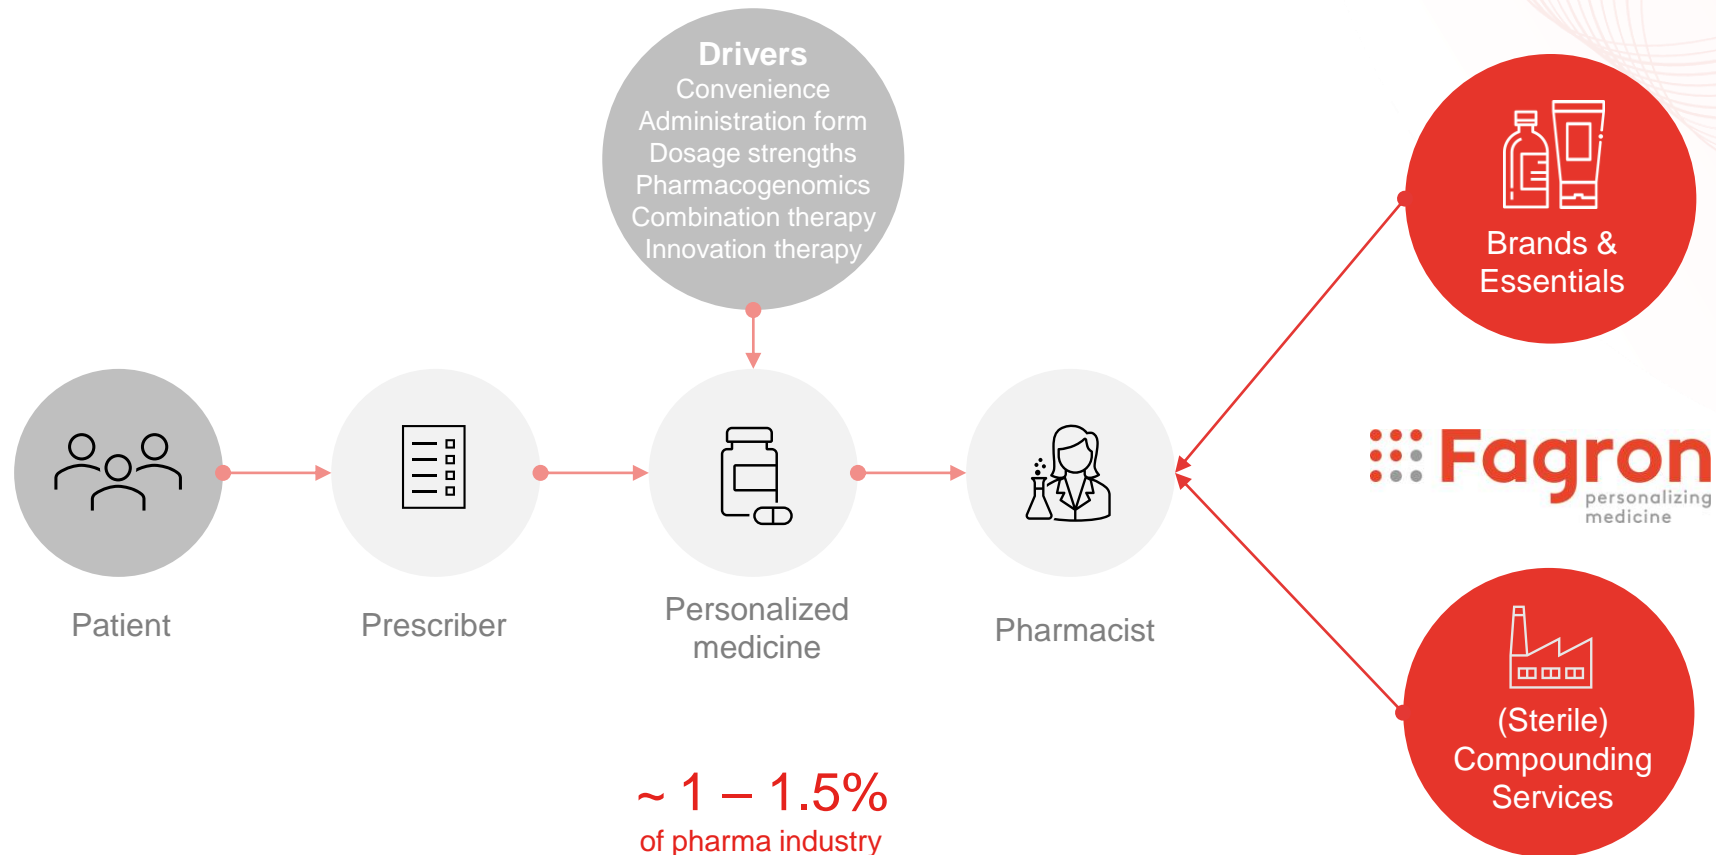 Drivers
Convenience
Administration form
Dosage strengths
Pharmacogenomics
Combination therapy
Innovation therapy
Brands &
Essentials
Fagron
personalizing
medicine
Patient
Prescriber
Personalized
medicine
Pharmacist
(Sterile)
Compounding
Services
~ 1 – 1.5%
of pharma industry